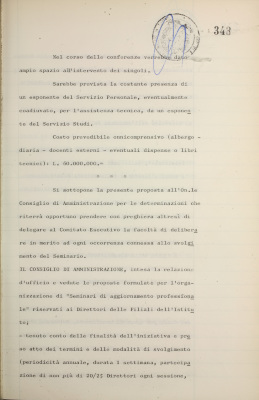 343
Nel corso delle conferenze verrebbe dato
ampio spazio all'intervento dei singoli.
Sarebbe prevista la costante presenza di
un esponente del Servizio Personale, eventualmente
coadiuvato, per l'assistenza tecnica, da un esponen
te del Servizio Studi.
Costo prevedibile onnicomprensivo (albergo -
diaria - docenti esterni - eventuali dispense o libri
tecnici): L. 40.000.000.-
* * *
Si sottopone la presente proposta all'On.le
Consiglio di Amministrazione per le determinazioni che
riterrà opportuno prendere con preghiera altresì di
delegare al Comitato Esecutivo la facoltà di delibera
re in merito ad ogni occorrenza connessa allo svolgi
mento del Seminario.
IL CONSIGLIO DI AMMINISTRAZIONE, intesa la relazione
d'ufficio e vedute le proposte formulate per l'orga-
nizzazione di "Seminari di aggiornamento professiona
le" riservati ai Direttori delle Filiali dell'Istitu
to;
- tenuto conto delle finalità dell'iniziativa e pre
so atto dei termini e delle modalità di svolgimento
(periodicità annuale, durata 1 settimana, partecipa
zione di non più di 20/25 Direttori ogni sessione,